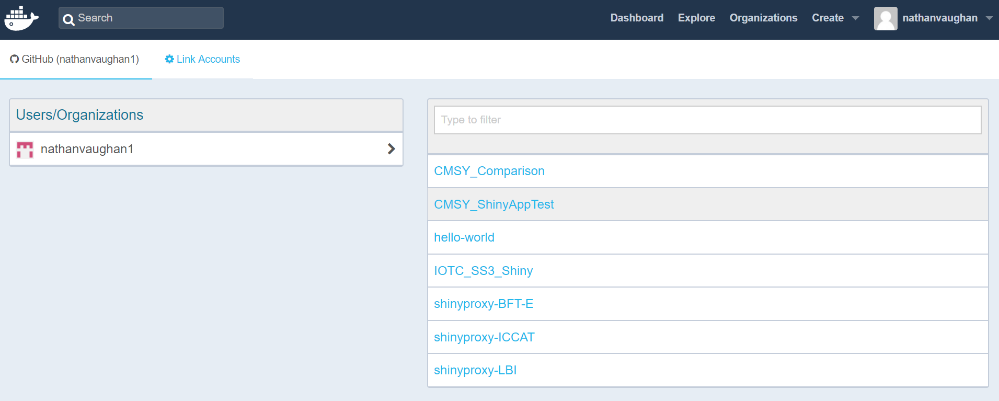 Search
Dashboard
Explore
Organizations
Create
nathanvaughan
GitHub (nathanvaughan1)
Link Accounts
Users/Organizations
nathanvaughan1
Type to filter
CMSY_Comparison
CMSY_ShinyAppTest
hello-world
IOTC_SS3_Shiny
shinyproxy-BFT-E
shinyproxy-ICCAT
shinyproxy-LBI